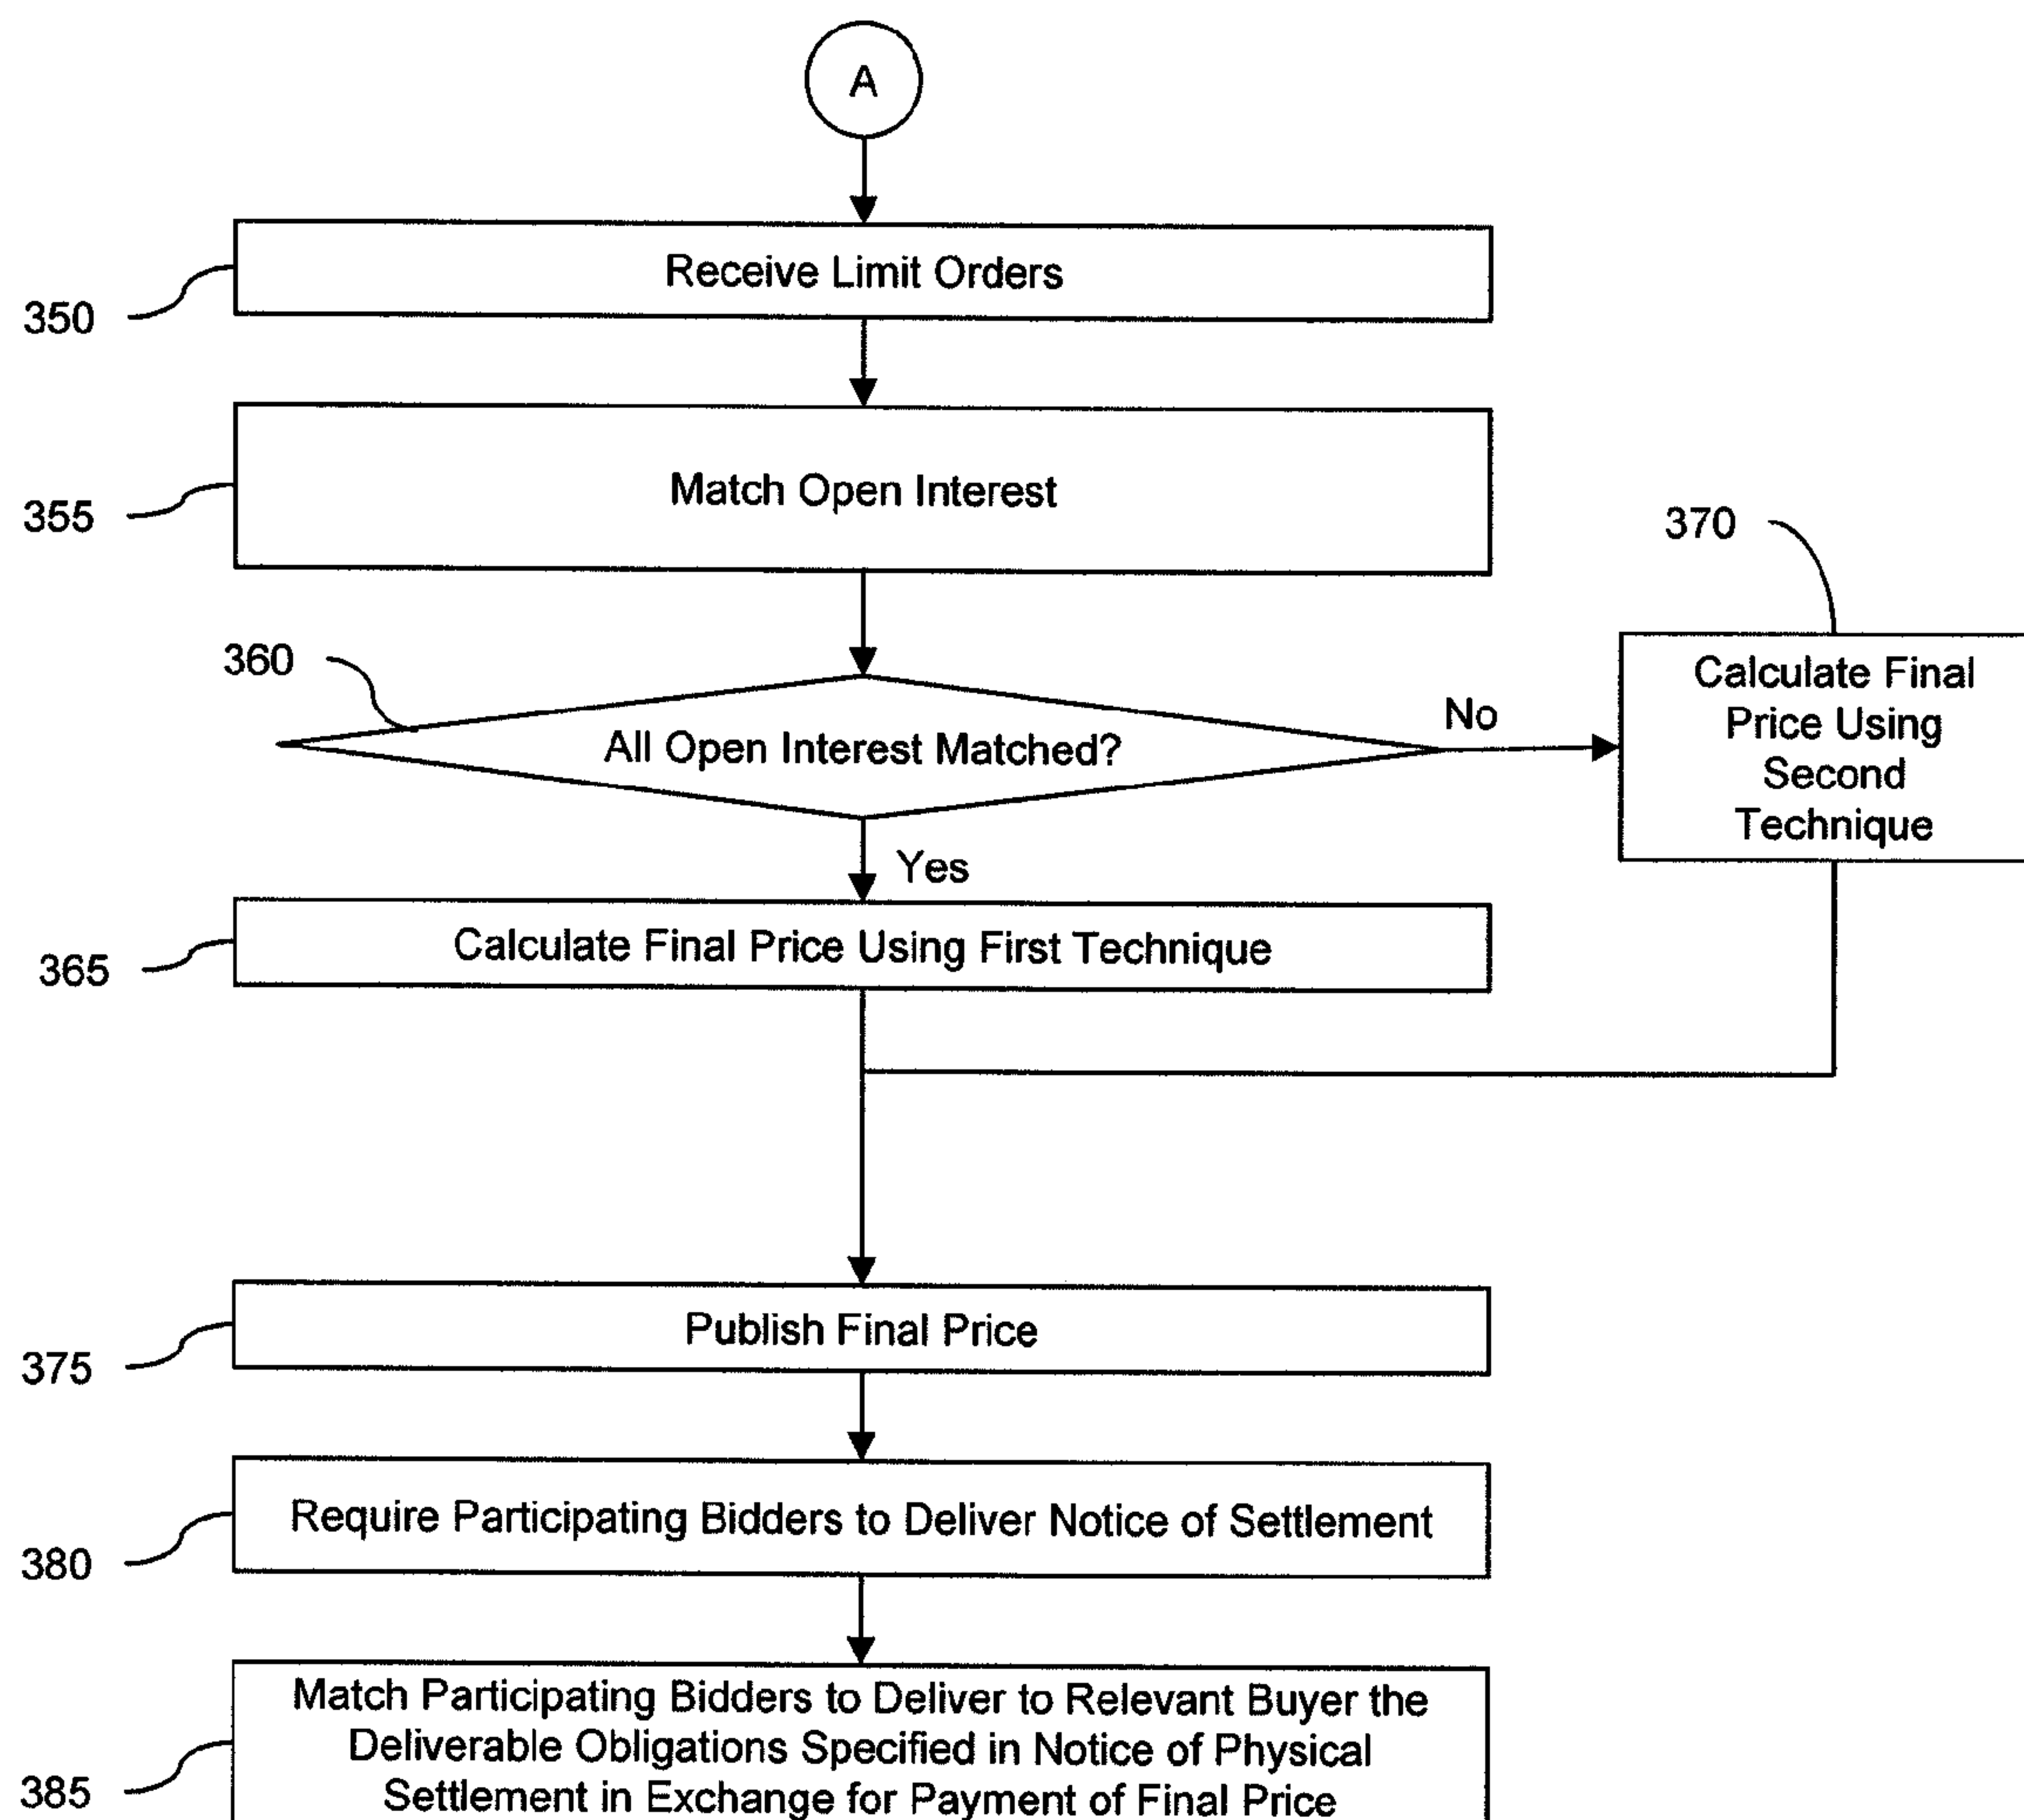 A
Receive Limit Orders
350
Match Open Interest
355
370
Calculate Final
Price Using
Second
Technique
360
All Open Interest Matched?
No
Yes
Calculate Final Price Using First Technique
365
Publish Final Price
375
Require Participating Bidders to Deliver Notice of Settlement
380
Match Participating Bidders to Deliver to Relevant Buyer the
Deliverable Obligations Specified in Notice of Physical
Settlement in Exchange for Payment of Final Price
385